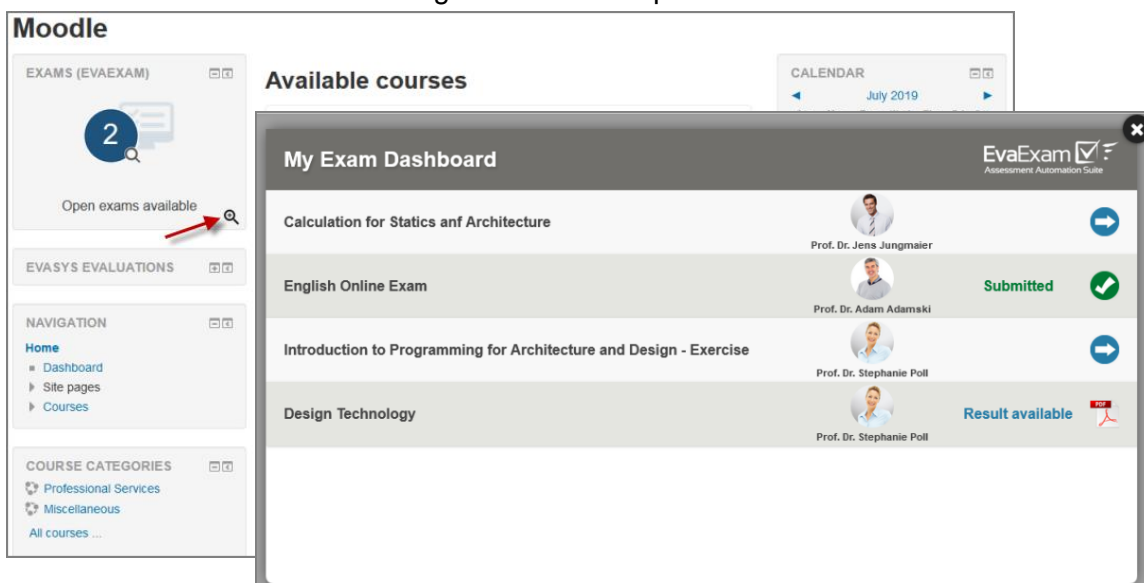 Moodle
EXAMS (EVAEXAM)
2
Open exams available
EVASYS EVALUATIONS
NAVIGATION
Home
Dashboard
Site pages
Courses
COURSE CATEGORIES
Professional Services
Miscellaneous
All courses ...
Available courses
CALENDAR
July 2019
My Exam Dashboard
EvaExam
Assessment Automation Suite
Calculation for Statics anf Architecture
Prof. Dr. Jens Jungmaier
English Online Exam
Prof. Dr. Adam Adamski
Submitted
Introduction to Programming for Architecture and Design - Exercise
Prof. Dr. Stephanie Poll
Design Technology
Prof. Dr. Stephanie Poll
Result available
PDF